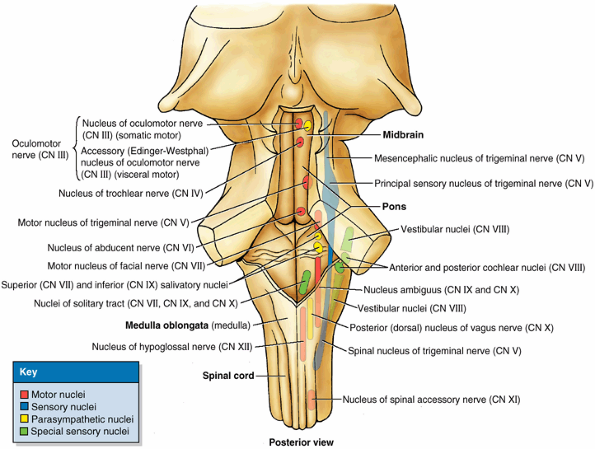 Nucleus of oculomotor nerve
(CN III) (somatic motor)
Oculomotor
nerve (CN III)
Accessory (Edinger-Westphal)
nucleus of oculomotor nerve
(CN III) (visceral motor)
Nucleus of trochlear nerve (CN IV)
Motor nucleus of trigeminal nerve (CN V)
Nucleus of abducent nerve (CN VI)
Motor nucleus of facial nerve (CN VII)
Superior (CN VII) and inferior (CN IX) salivatory nuclei
Nuclei of solitary tract (CN VII, CN IX, and CN X)
Medulla oblongata (medulla)
Nucleus of hypoglossal nerve (CN XII)
Spinal cord
Midbrain
Mesencephalic nucleus of trigeminal nerve (CN V)
Principal sensory nucleus of trigeminal nerve (CN V)
Pons
Vestibular nuclei (CN VIII)
Anterior and posterior cochlear nuclei (CN VIII)
Nucleus ambiguus (CN IX and CN X)
Vestibular nuclei (CN VIII)
Posterior (dorsal) nucleus of vagus nerve (CN X)
Spinal nucleus of trigeminal nerve (CN V)
Nucleus of spinal accessory nerve (CN XI)
Key
Motor nuclei
Sensory nuclei
Parasympathetic nuclei
Special sensory nuclei
Posterior view